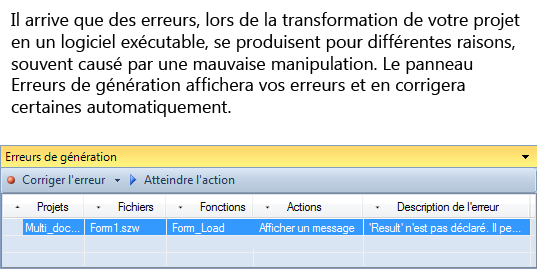 Il arrive que des erreurs, lors de la transformation de votre projet
en un logiciel exécutable, se produisent pour différentes raisons,
souvent causé par une mauvaise manipulation. Le panneau
Erreurs de génération affichera vos erreurs et en corrigera
certaines automatiquement.
Erreurs de génération
Corriger l'erreur Atteindre l'action
Projets Fichiers Fonctions Actions Description de l'erreur
Multi_doc... Form1.szw Form_Load Afficher un message 'Result' n'est pas déclaré. Il pe...